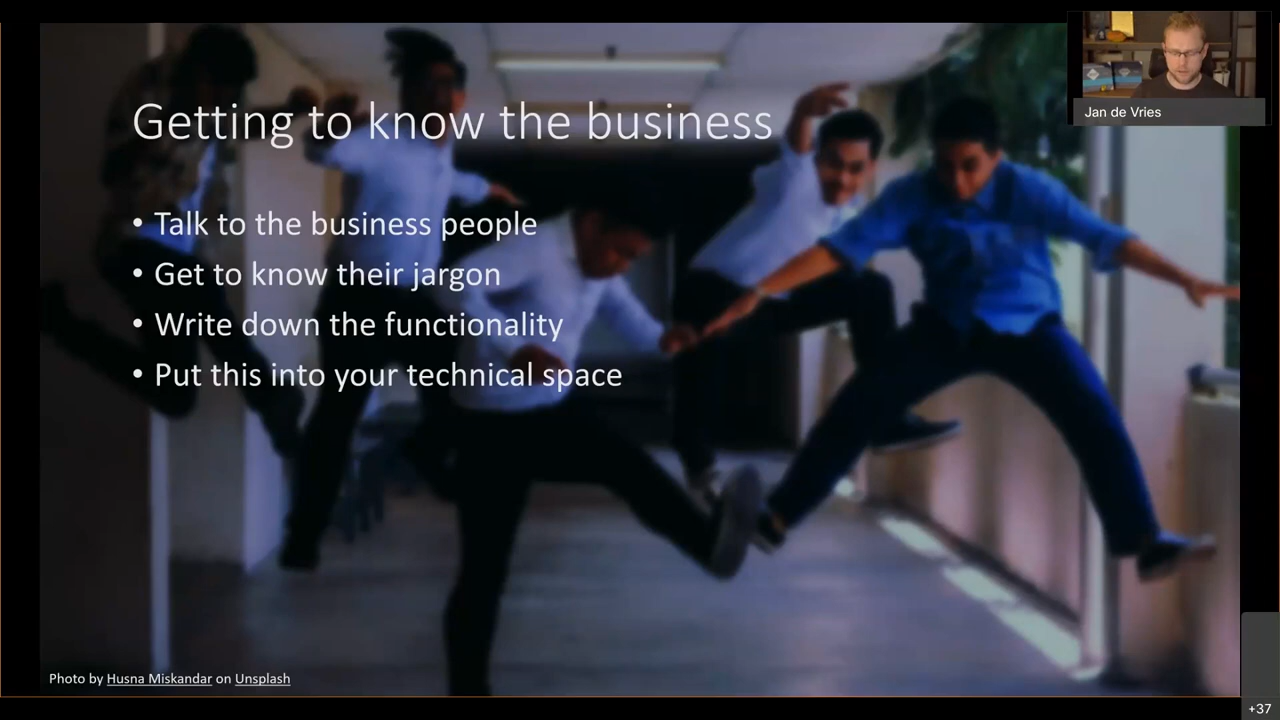 Getting to know the business
• Talk to the business people
• Get to know their jargon
• Write down the functionality
• Put this into your technical space
Photo by Husna Miskandar on Unsplash
Jan de Vries
+37